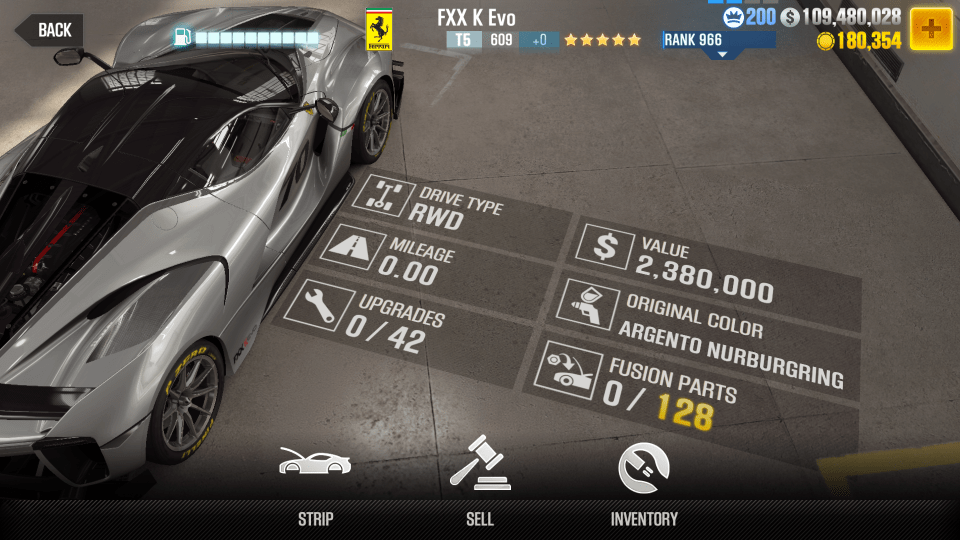 BACK
FXX K Evo
T5 609 +0
RANK 966
200 109,480,028
180,354
DRIVE TYPE
RWD
MILEAGE
0.00
UPGRADES
0 / 42
VALUE
2,380,000
ORIGINAL COLOR
ARGENTO NURBURGRING
FUSION PARTS
0 / 128
P ZERO
STRIP
SELL
INVENTORY